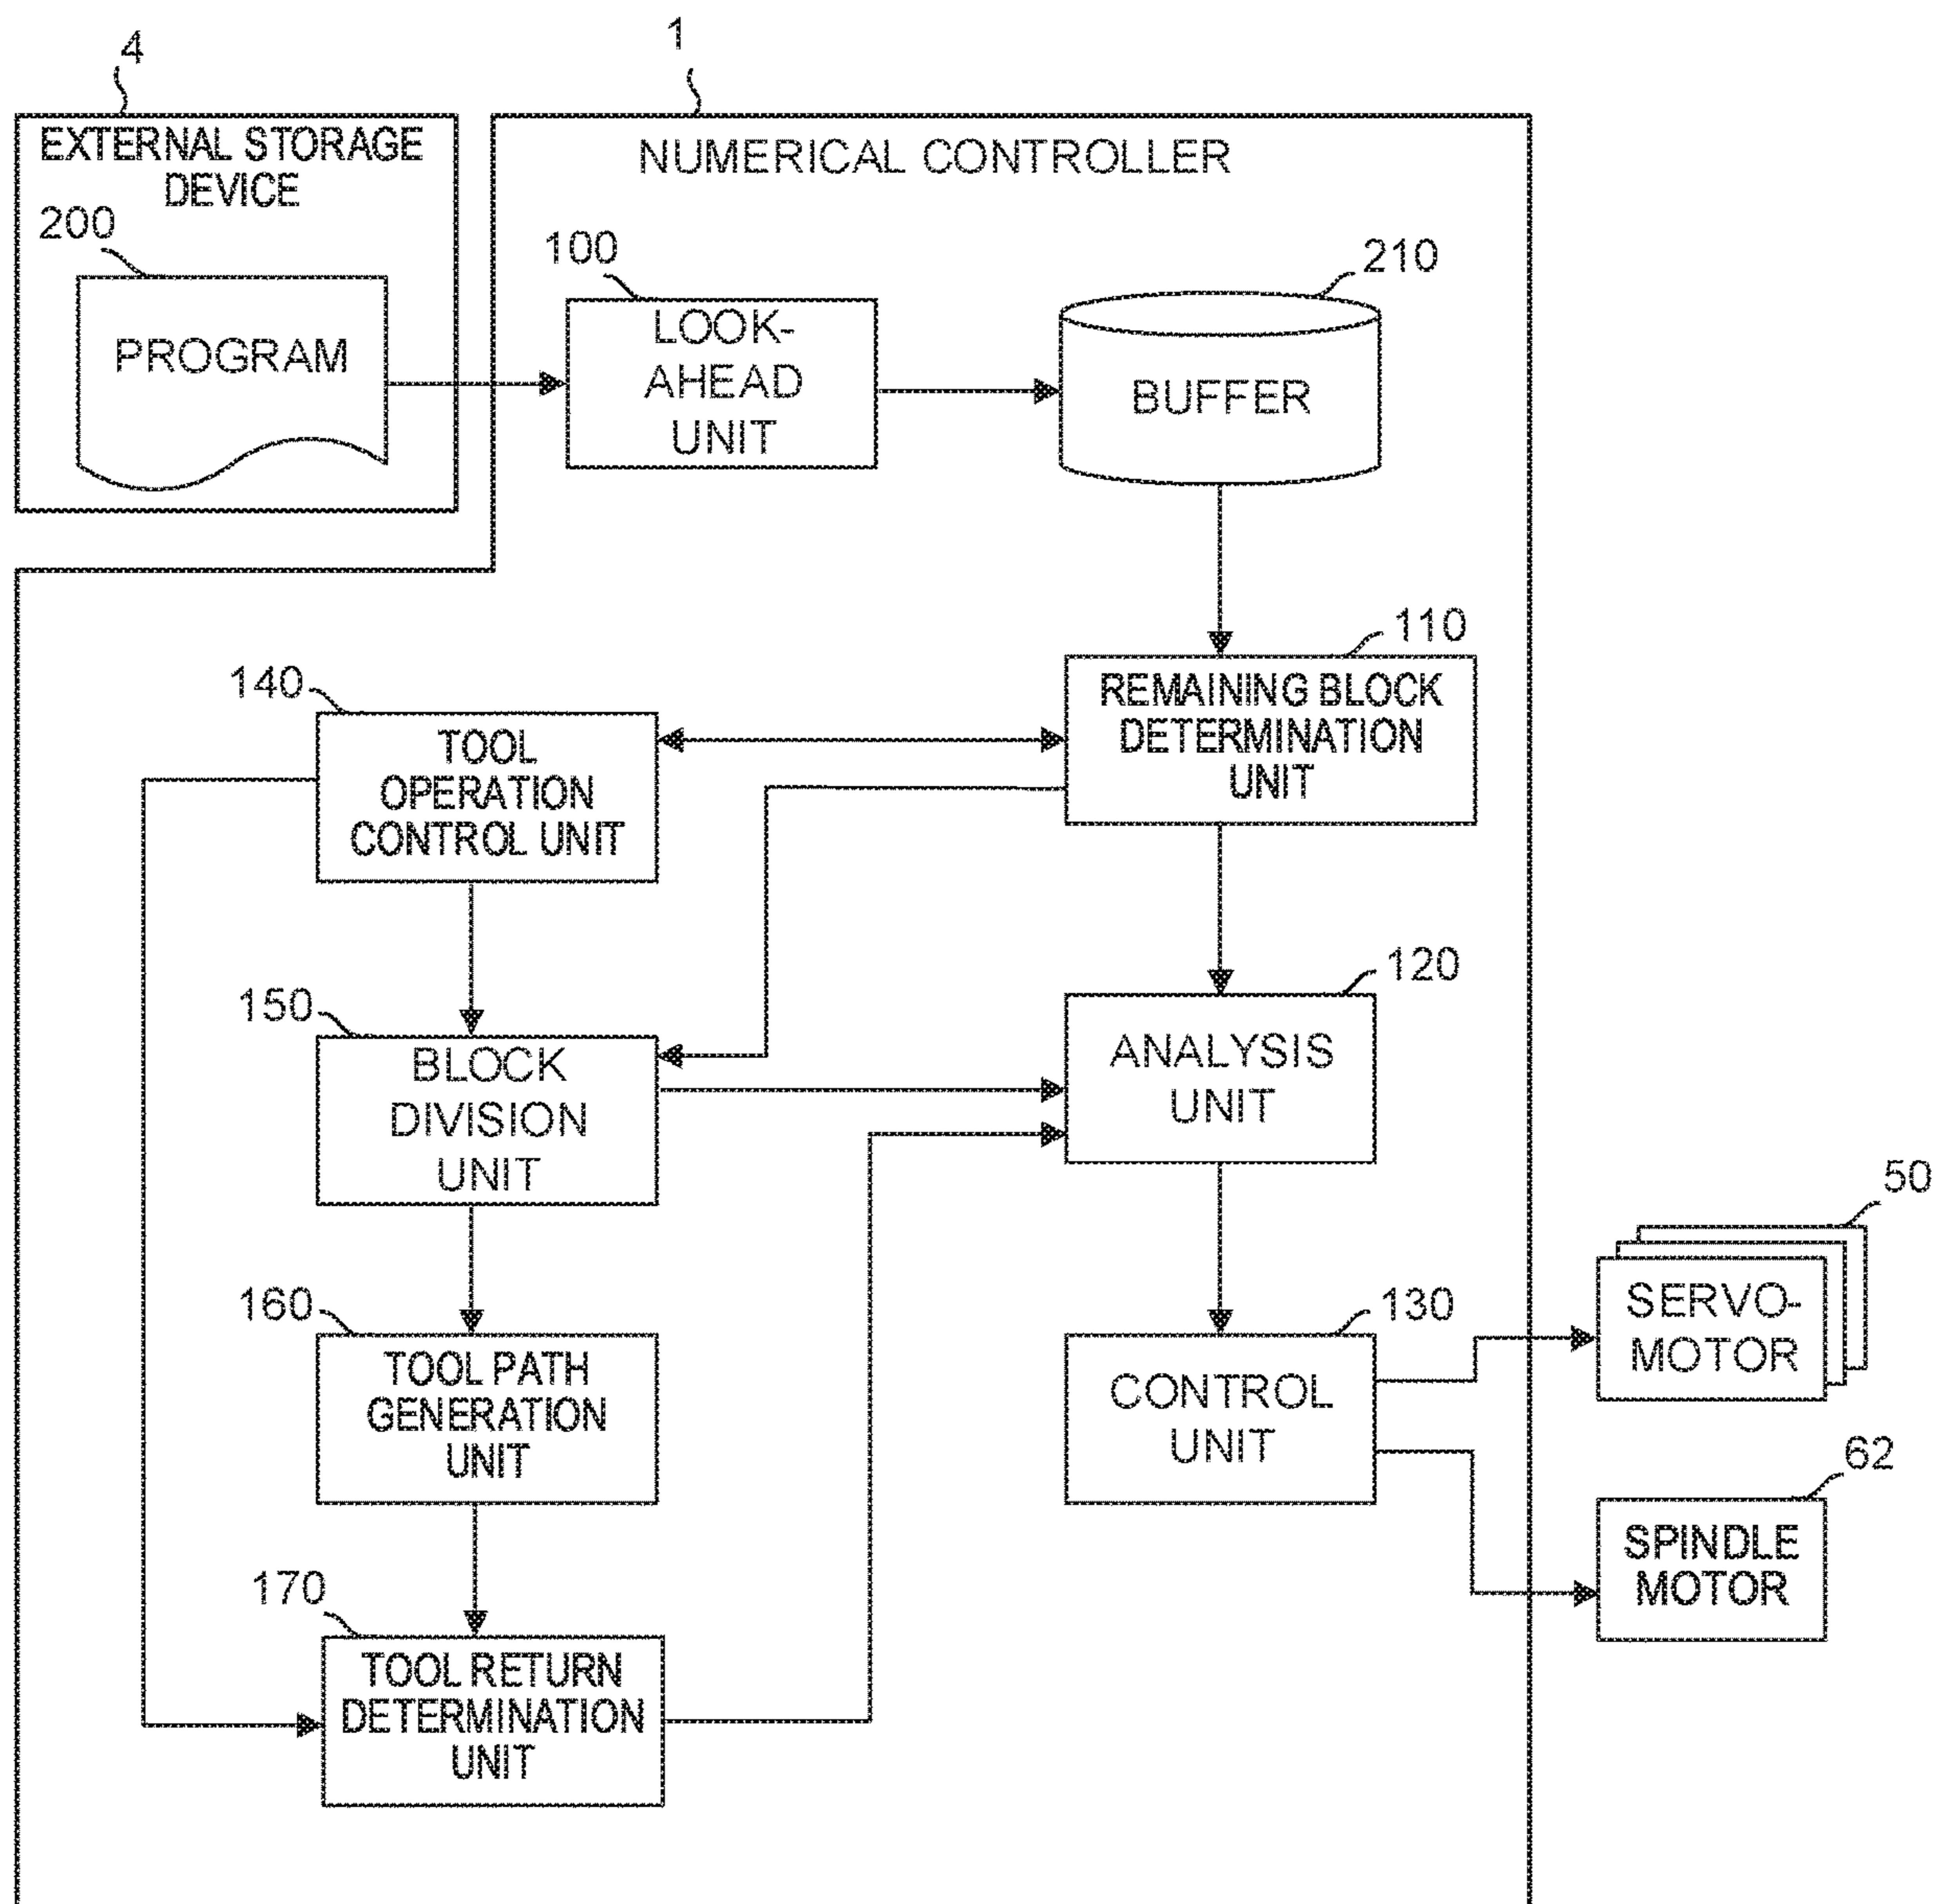 4
1
EXTERNAL STORAGE
DEVICE
NUMERICAL CONTROLLER
200
100
210
PROGRAM
LOOK-
AHEAD
UNIT
BUFFER
110
REMAINING BLOCK
DETERMINATION
UNIT
140
TOOL
OPERATION
CONTROL UNIT
120
ANALYSIS
UNIT
150
BLOCK
DIVISION
UNIT
50
SERVO-
MOTOR
160
TOOL PATH
GENERATION
UNIT
130
CONTROL
UNIT
62
SPINDLE
MOTOR
170
TOOL RETURN
DETERMINATION
UNIT